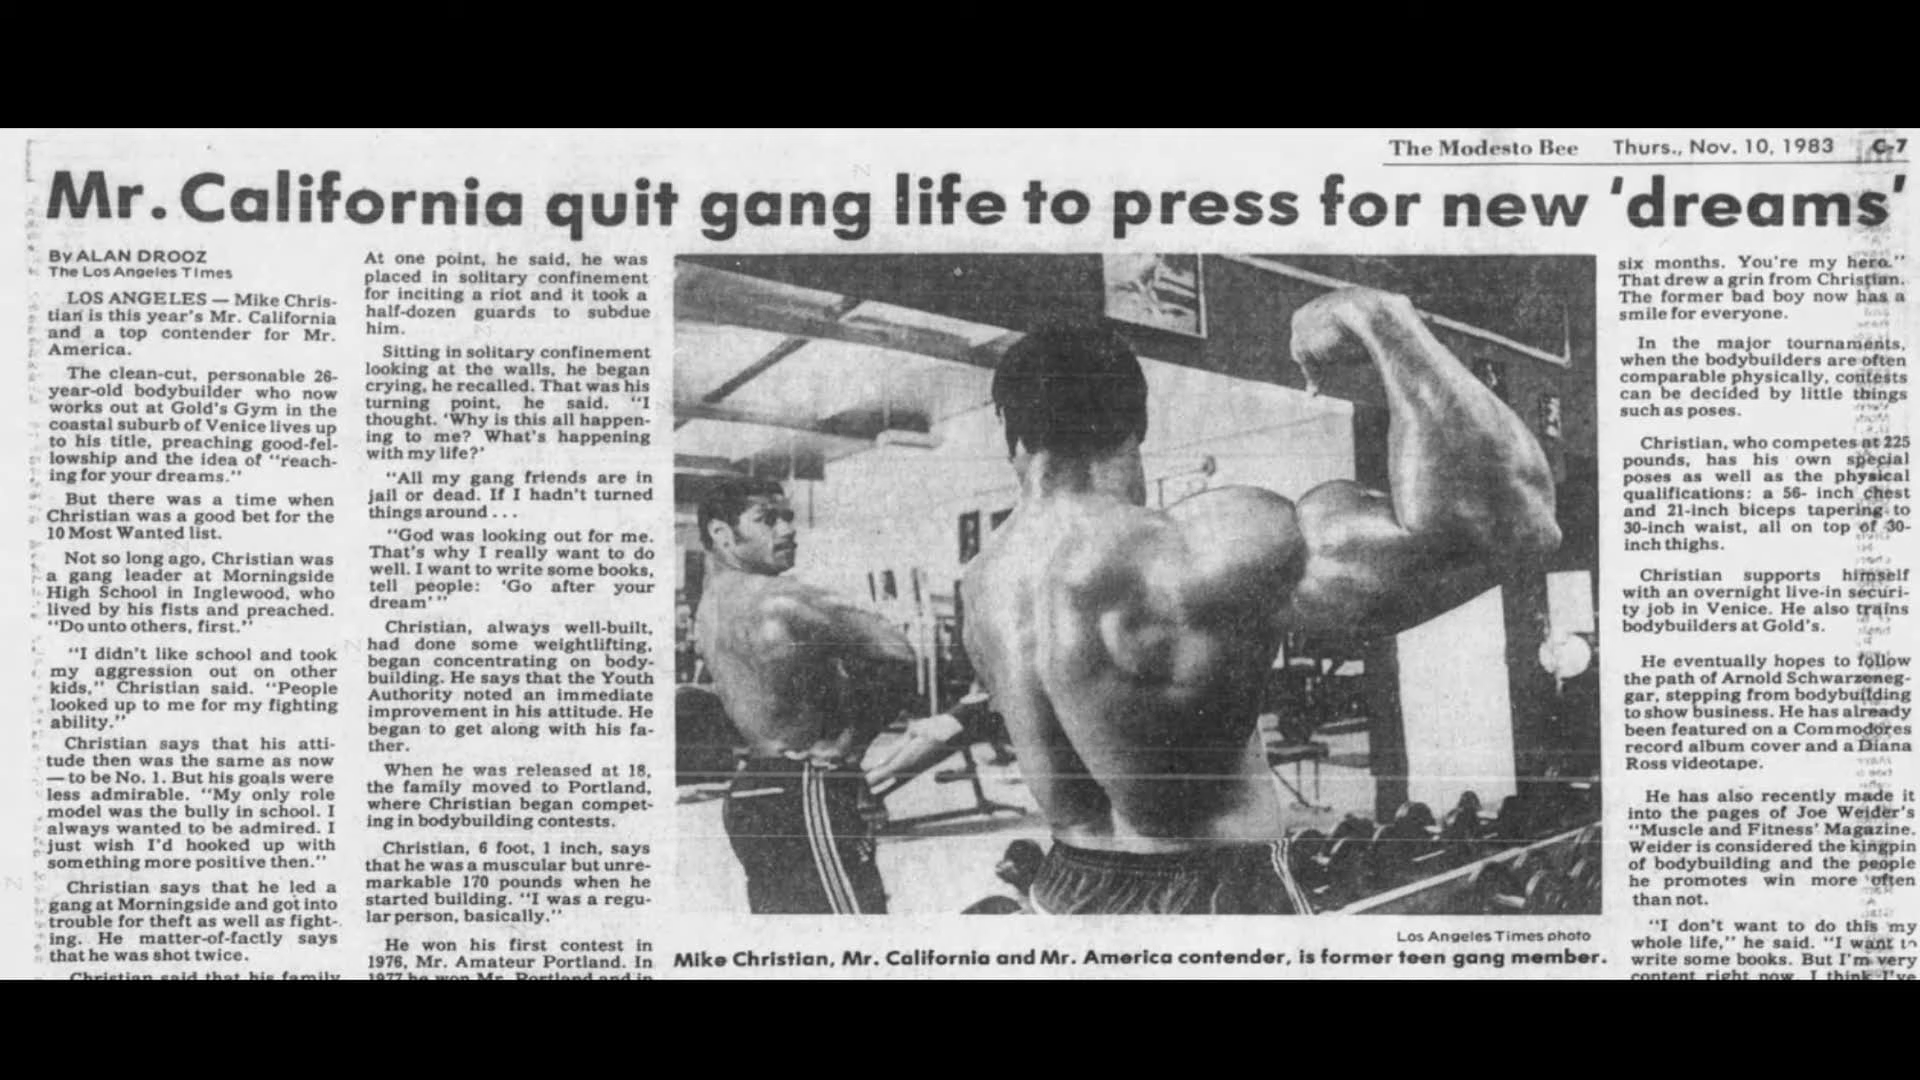 The Modesto Bee Thurs., Nov. 10, 1983 C-7
Mr. California quit gang life to press for new 'dreams'
By ALAN DROOZ
The Los Angeles Times
LOS ANGELES — Mike Chris-
tian is this year's Mr. California
and a top contender for Mr.
America.
The clean-cut, personable 26-
year-old bodybuilder who now
works out at Gold's Gym in the
coastal suburb of Venice lives up
to his title, preaching good-fel-
lowship and the idea of "reach-
ing for your dreams."
But there was a time when
Christian was a good bet for the
10 Most Wanted list.
Not so long ago, Christian was
a gang leader at Morningside
High School in Inglewood, who
lived by his fists and preached.
"Do unto others, first."
"I didn't like school and took
my aggression out on other
kids," Christian said. "People
looked up to me for my fighting
ability."
Christian says that his atti-
tude then was the same as now
— to be No. 1. But his goals were
less admirable. "My only role
model was the bully in school. I
always wanted to be admired. I
just wish I'd hooked up with
something more positive then."
Christian says that he led a
gang at Morningside and got into
trouble for theft as well as fight-
ing. He matter-of-factly says
that he was shot twice.
Christian said that his family
At one point, he said, he was
placed in solitary confinement
for inciting a riot and it took a
half-dozen guards to subdue
him.
Sitting in solitary confinement
looking at the walls, he began
crying, he recalled. That was his
turning point, he said. "I
thought. 'Why is this all happen-
ing to me? What's happening
with my life?'
"All my gang friends are in
jail or dead. If I hadn't turned
things around . . .
"God was looking out for me.
That's why I really want to do
well. I want to write some books,
tell people: 'Go after your
dream' "
Christian, always well-built,
had done some weightlifting,
began concentrating on body-
building. He says that the Youth
Authority noted an immediate
improvement in his attitude. He
began to get along with his fa-
ther.
When he was released at 18,
the family moved to Portland,
where Christian began compet-
ing in bodybuilding contests.
Christian, 6 foot, 1 inch, says
that he was a muscular but unre-
markable 170 pounds when he
started building. "I was a regu-
lar person, basically."
He won his first contest in
1976, Mr. Amateur Portland. In
1977 he won Mr. Portland and in
Los Angeles Times photo
Mike Christian, Mr. California and Mr. America contender, is former teen gang member.
six months. You're my hero."
That drew a grin from Christian.
The former bad boy now has a
smile for everyone.
In the major tournaments,
when the bodybuilders are often
comparable physically, contests
can be decided by little things
such as poses.
Christian, who competes at 225
pounds, has his own special
poses as well as the physical
qualifications: a 56- inch chest
and 21-inch biceps tapering to
30-inch waist, all on top of 30-
inch thighs.
Christian supports himself
with an overnight live-in securi-
ty job in Venice. He also trains
bodybuilders at Gold's.
He eventually hopes to follow
the path of Arnold Schwarzeneg-
gar, stepping from bodybuilding
to show business. He has already
been featured on a Commodores
record album cover and a Diana
Ross videotape.
He has also recently made it
into the pages of Joe Weider's
"Muscle and Fitness' Magazine.
Weider is considered the kingpin
of bodybuilding and the people
he promotes win more often
than not.
"I don't want to do this my
whole life," he said. "I want to
write some books. But I'm very
content right now. I think I've